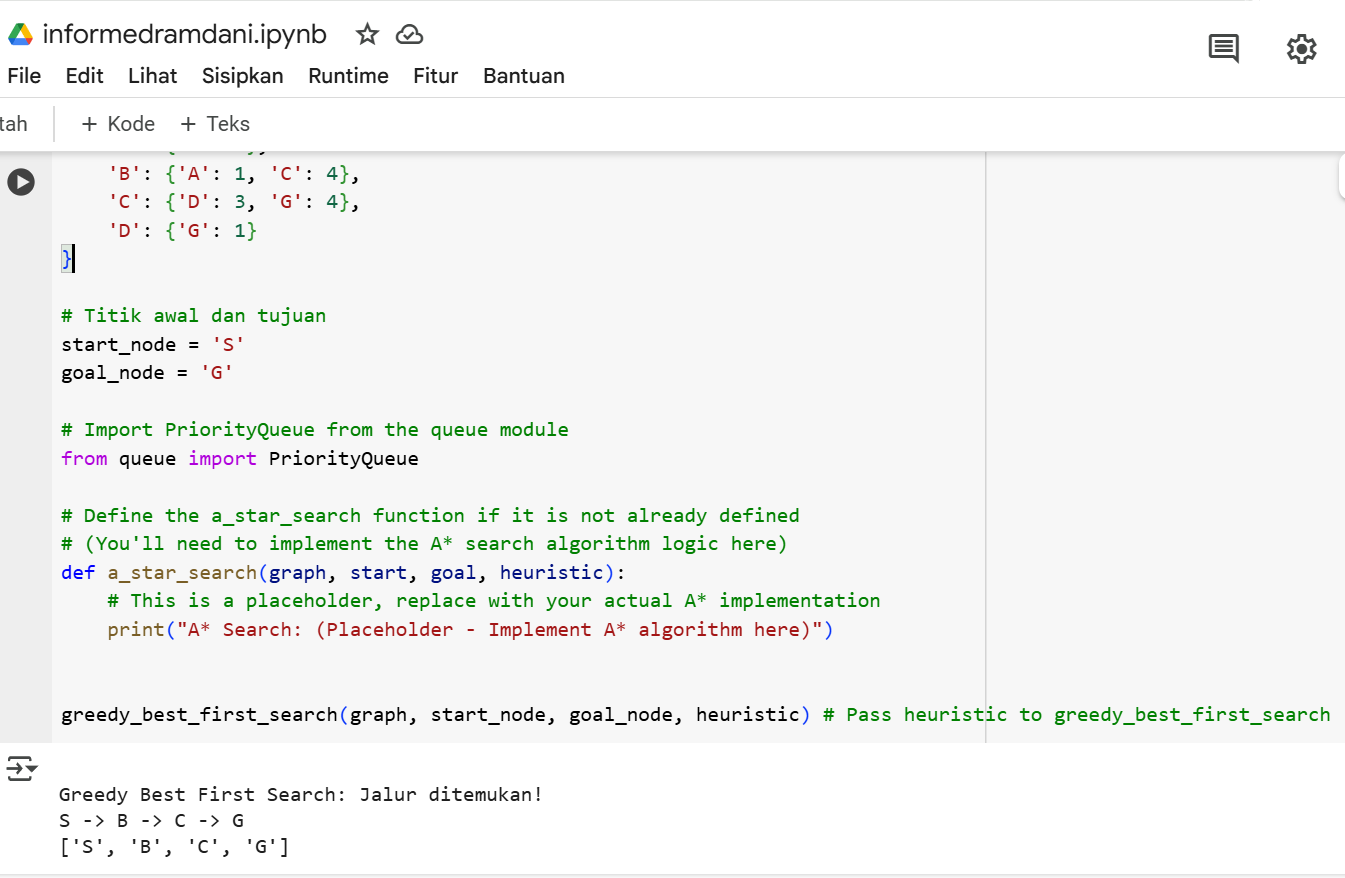 informedramdani.ipynb
File Edit Lihat Sisipkan Runtime Fitur Bantuan
tah + Kode + Teks
'B': {'A': 1, 'C': 4},
'C': {'D': 3, 'G': 4},
'D': {'G': 1}
}
# Titik awal dan tujuan
start_node = 'S'
goal_node = 'G'
# Import PriorityQueue from the queue module
from queue import PriorityQueue
# Define the a_star_search function if it is not already defined
# (You'll need to implement the A* search algorithm logic here)
def a_star_search(graph, start, goal, heuristic):
# This is a placeholder, replace with your actual A* implementation
print("A* Search: (Placeholder - Implement A* algorithm here)")
greedy_best_first_search(graph, start_node, goal_node, heuristic) # Pass heuristic to greedy_best_first_search
Greedy Best First Search: Jalur ditemukan!
S -> B -> C -> G
['S', 'B', 'C', 'G']